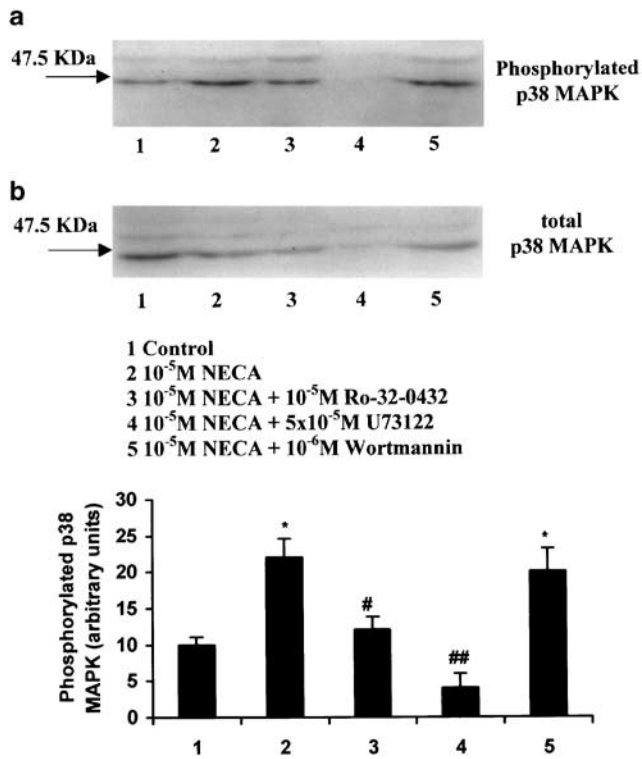 a
47.5 KDa
Phosphorylated
p38 MAPK
1 2 3 4 5
b
47.5 KDa
total
p38 MAPK
1 2 3 4 5
1 Control
2 10⁻⁵M NECA
3 10⁻⁵M NECA + 10⁻⁵M Ro-32-0432
4 10⁻⁵M NECA + 5x10⁻⁵M U73122
5 10⁻⁵M NECA + 10⁻⁶M Wortmannin
Phosphorylated p38
MAPK (arbitrary units)
30
25
20
15
10
5
0
* # ## *
1 2 3 4 5